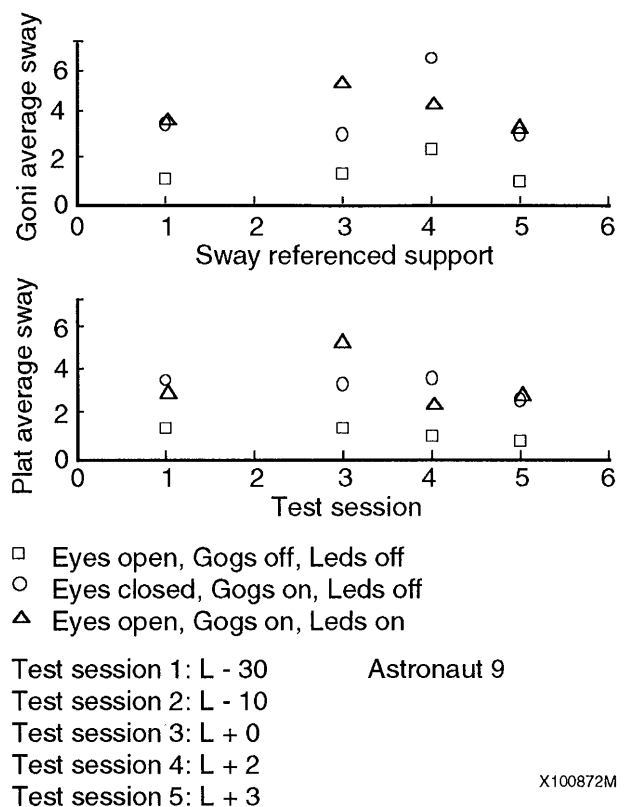 Goni average sway
6
4
2
0
0 1 2 3 4 5 6
Sway referenced support
Plat average sway
6
4
2
0
0 1 2 3 4 5 6
Test session
Eyes open, Gogs off, Leds off
Eyes closed, Gogs on, Leds off
Eyes open, Gogs on, Leds on
Test session 1: L - 30 Astronaut 9
Test session 2: L - 10
Test session 3: L + 0
Test session 4: L + 2
Test session 5: L + 3
X100872M